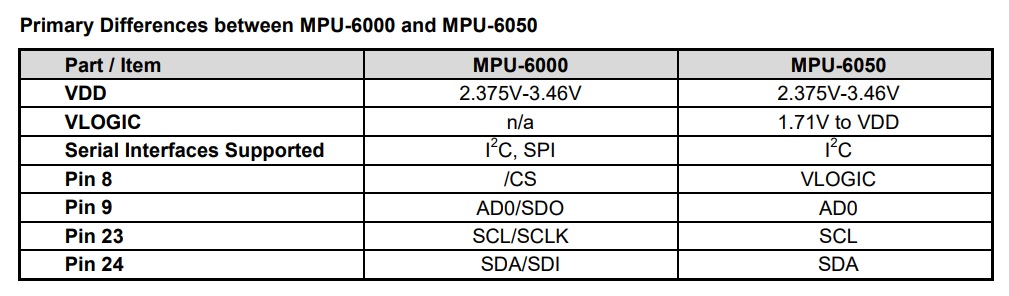 Primary Differences between MPU-6000 and MPU-6050
Part / Item MPU-6000 MPU-6050
VDD 2.375V-3.46V 2.375V-3.46V
VLOGIC n/a 1.71V to VDD
Serial Interfaces Supported I²C, SPI I²C
Pin 8 /CS VLOGIC
Pin 9 AD0/SDO AD0
Pin 23 SCL/SCLK SCL
Pin 24 SDA/SDI SDA